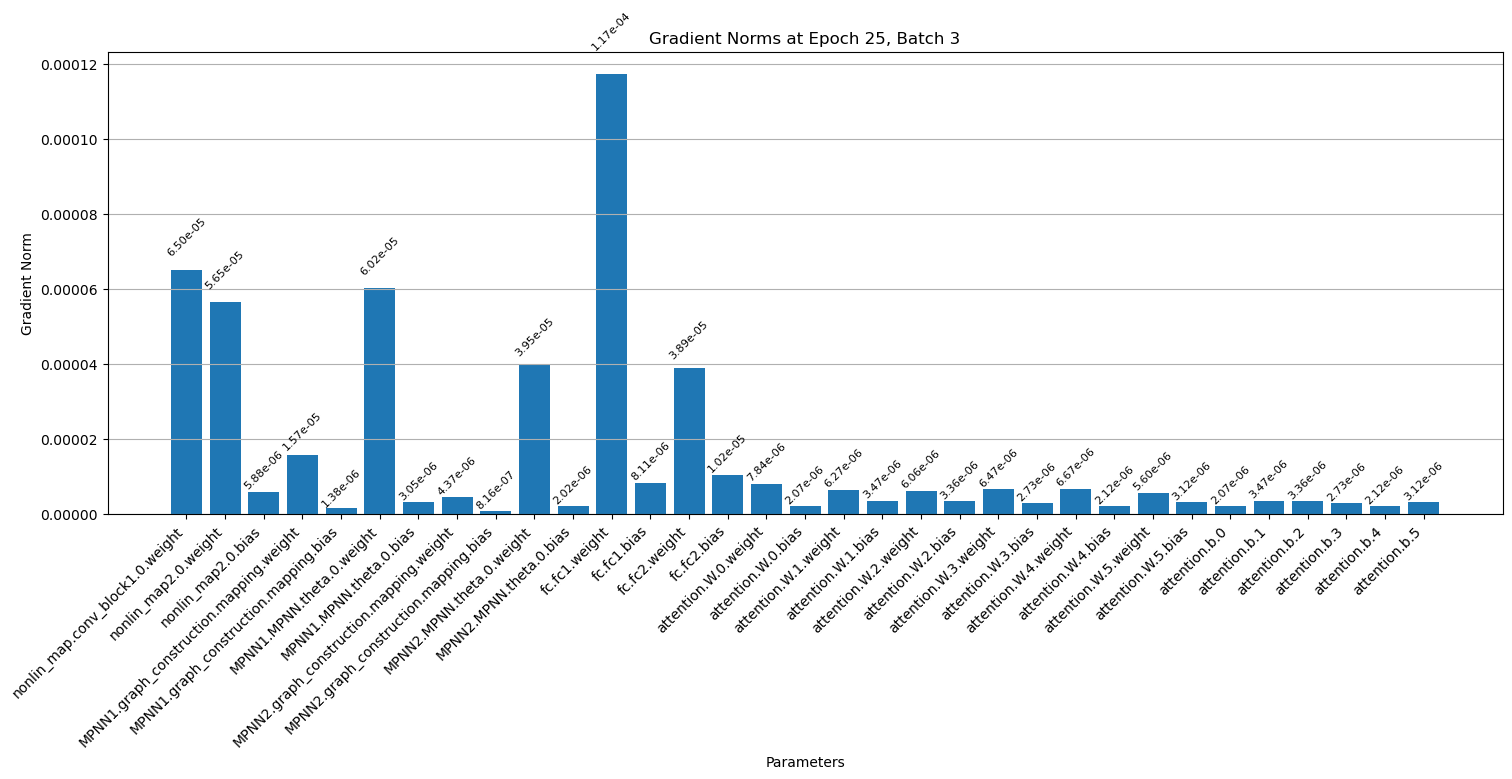 Gradient Norms at Epoch 25, Batch 3
Gradient Norm
0.00012
0.00010
0.00008
0.00006
0.00004
0.00002
0.00000
6.50e-05
5.65e-05
5.88e-06
1.57e-05
1.38e-06
6.02e-05
3.05e-06
4.37e-06
8.16e-07
3.95e-05
2.02e-06
1.17e-04
8.11e-06
3.89e-05
1.02e-05
7.84e-06
2.07e-06
6.27e-06
3.47e-06
6.06e-06
3.36e-06
6.47e-06
2.73e-06
6.67e-06
2.12e-06
5.60e-06
3.12e-06
2.07e-06
3.47e-06
3.36e-06
2.73e-06
2.12e-06
3.12e-06
nonlin_map.conv_block1.0.weight
nonlin_map2.0.weight
nonlin_map2.0.bias
MPNN1.graph_construction.mapping.weight
MPNN1.graph_construction.mapping.bias
MPNN1.MPNN.theta.0.weight
MPNN1.MPNN.theta.0.bias
MPNN2.graph_construction.mapping.weight
MPNN2.graph_construction.mapping.bias
MPNN2.MPNN.theta.0.weight
MPNN2.MPNN.theta.0.bias
fc.fc1.weight
fc.fc1.bias
fc.fc2.weight
fc.fc2.bias
attention.W.0.weight
attention.W.0.bias
attention.W.1.weight
attention.W.1.bias
attention.W.2.weight
attention.W.2.bias
attention.W.3.weight
attention.W.3.bias
attention.W.4.weight
attention.W.4.bias
attention.W.5.weight
attention.W.5.bias
attention.b.0
attention.b.1
attention.b.2
attention.b.3
attention.b.4
attention.b.5
Parameters